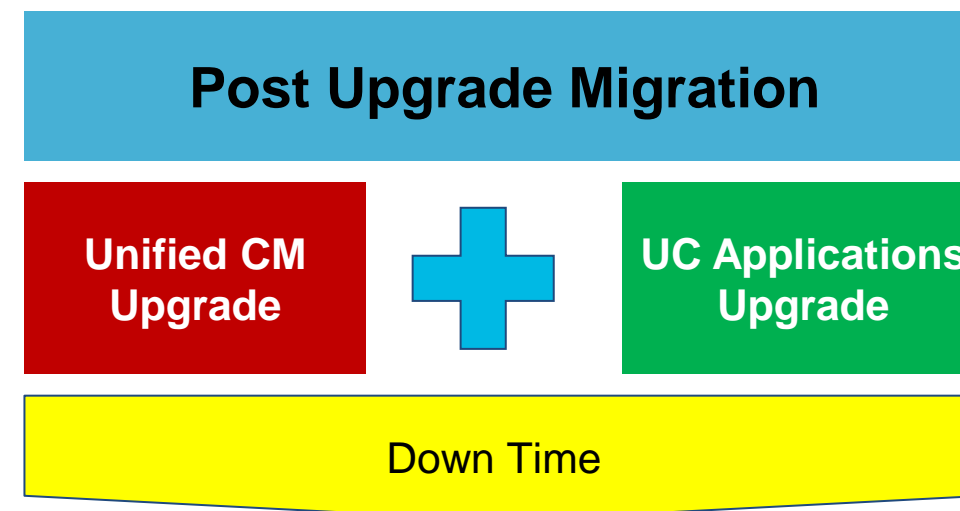 Post Upgrade Migration
Unified CM
Upgrade
UC Applications
Upgrade
Down Time